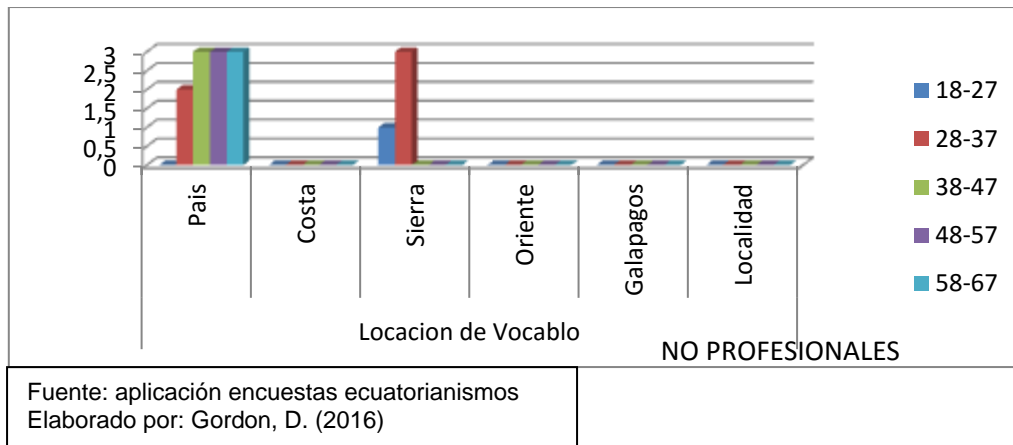 3
2,5
2
1,5
1
0,5
0
Pais
Costa
Sierra
Oriente
Galapagos
Localidad
Locacion de Vocablo
NO PROFESIONALES
18-27
28-37
38-47
48-57
58-67
Fuente: aplicación encuestas ecuatorianismos
Elaborado por: Gordon, D. (2016)